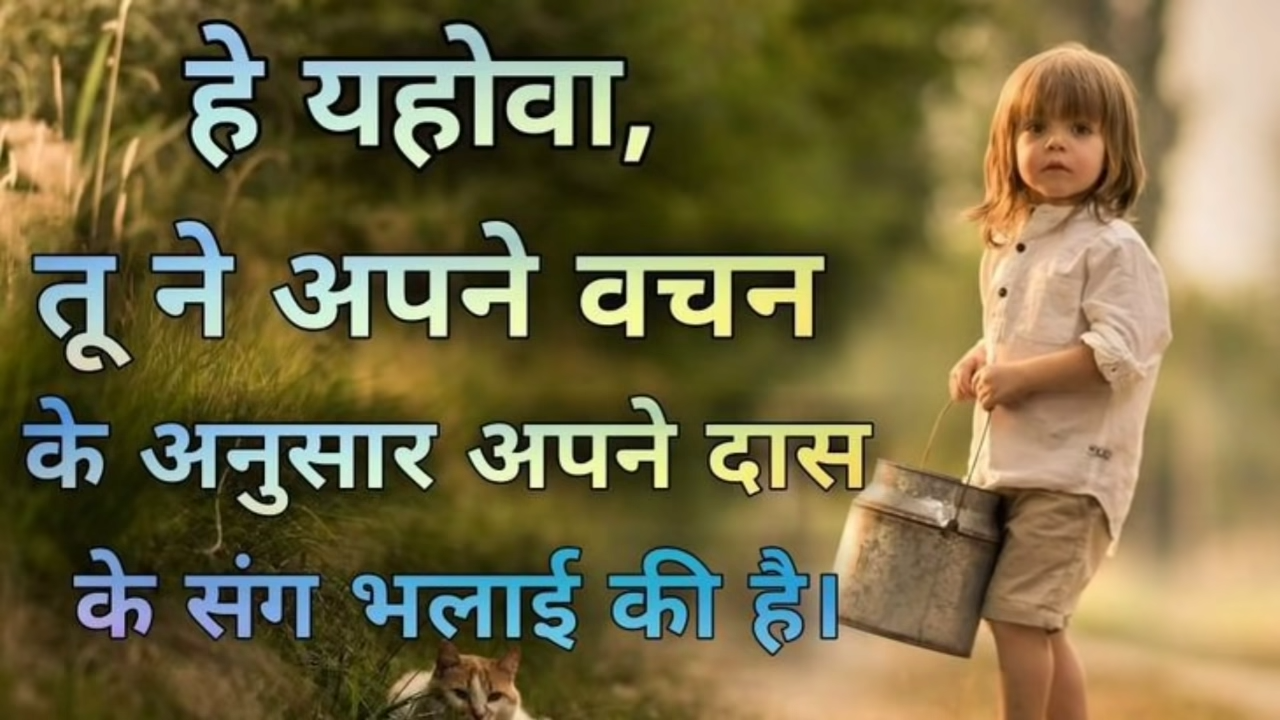 हे यहोवा,
तू ने अपने वचन
के अनुसार अपने दास
के संग भलाई की है।